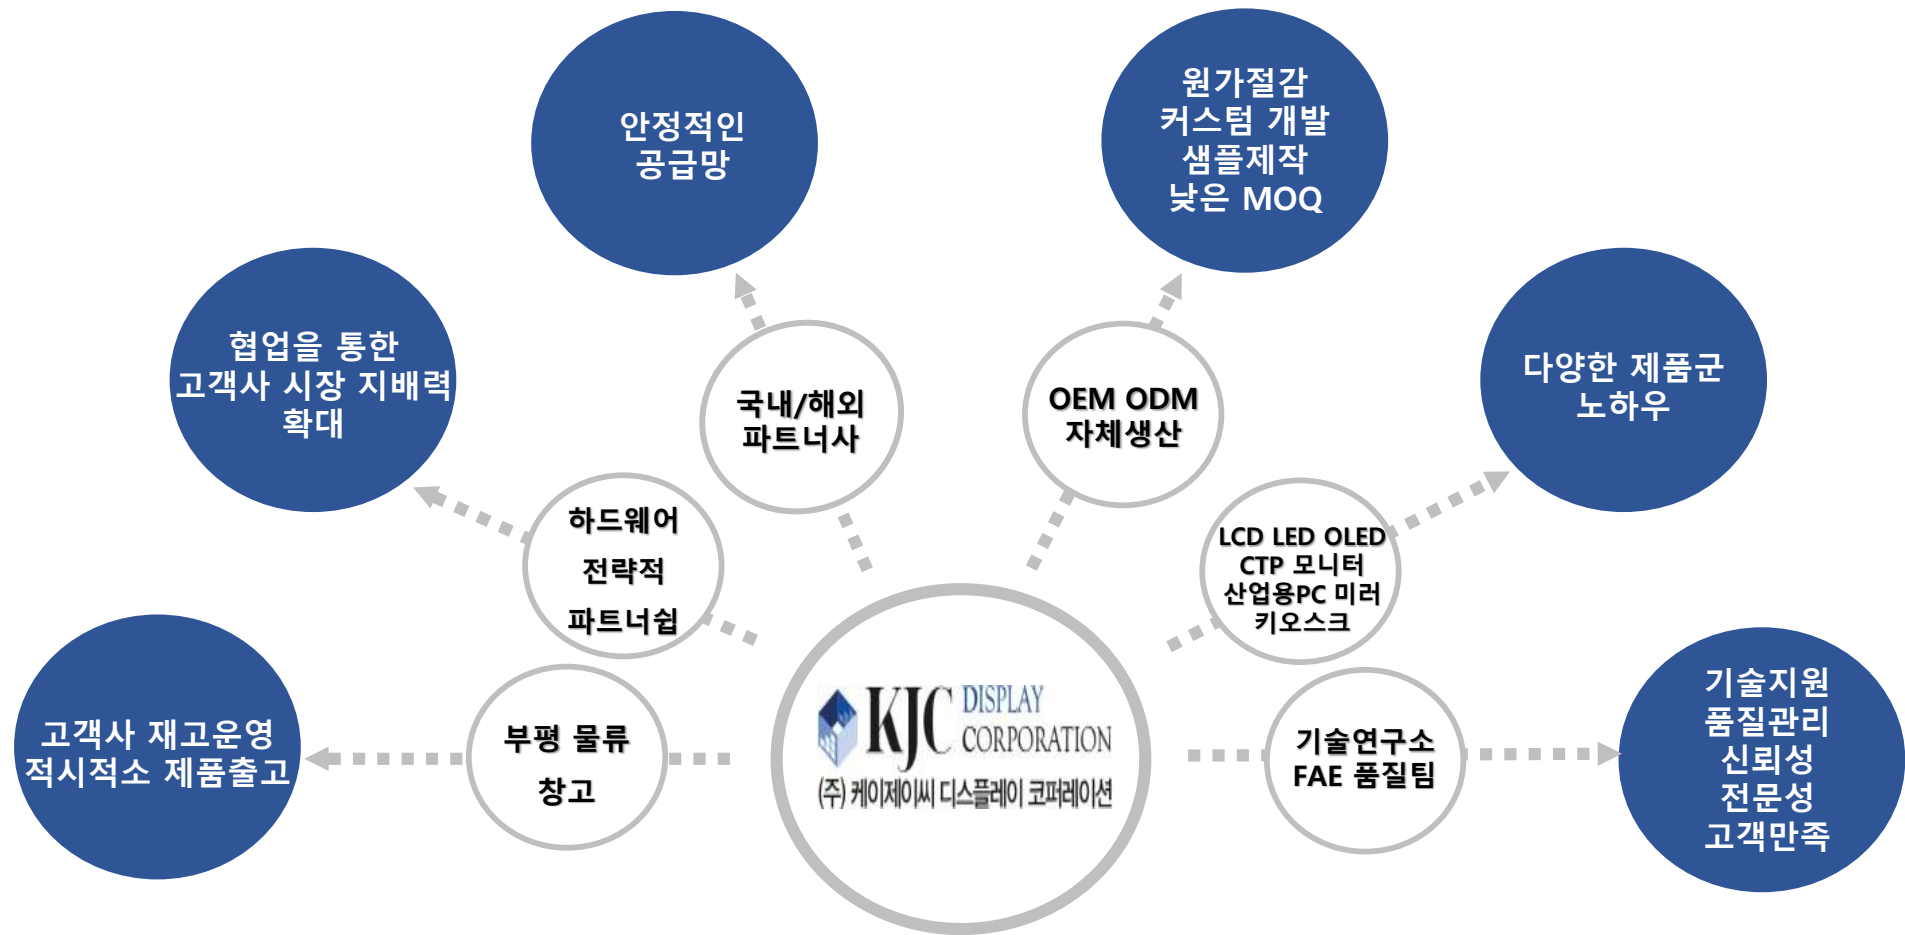 안정적인
공급망
원가절감
커스텀 개발
샘플제작
낮은 MOQ
협업을 통한
고객사 시장 지배력
확대
다양한 제품군
노하우
국내/해외
파트너사
OEM ODM
자체생산
하드웨어
전략적
파트너쉽
LCD LED OLED
CTP 모니터
산업용PC 미러
키오스크
고객사 재고운영
적시적소 제품출고
부평 물류
창고
KJC DISPLAY
CORPORATION
(주) 케이제이씨 디스플레이 코퍼레이션
기술연구소
FAE 품질팀
기술지원
품질관리
신뢰성
전문성
고객만족